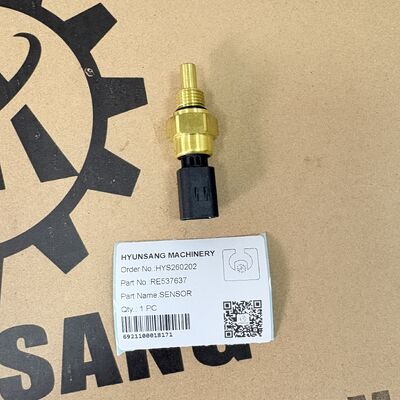 HYUNSANG MACHINERY
Order No.:HYS260202
Part No.:RE537637
Part Name:SENSOR
Qty.: 1 PC
6921100018171
SANG